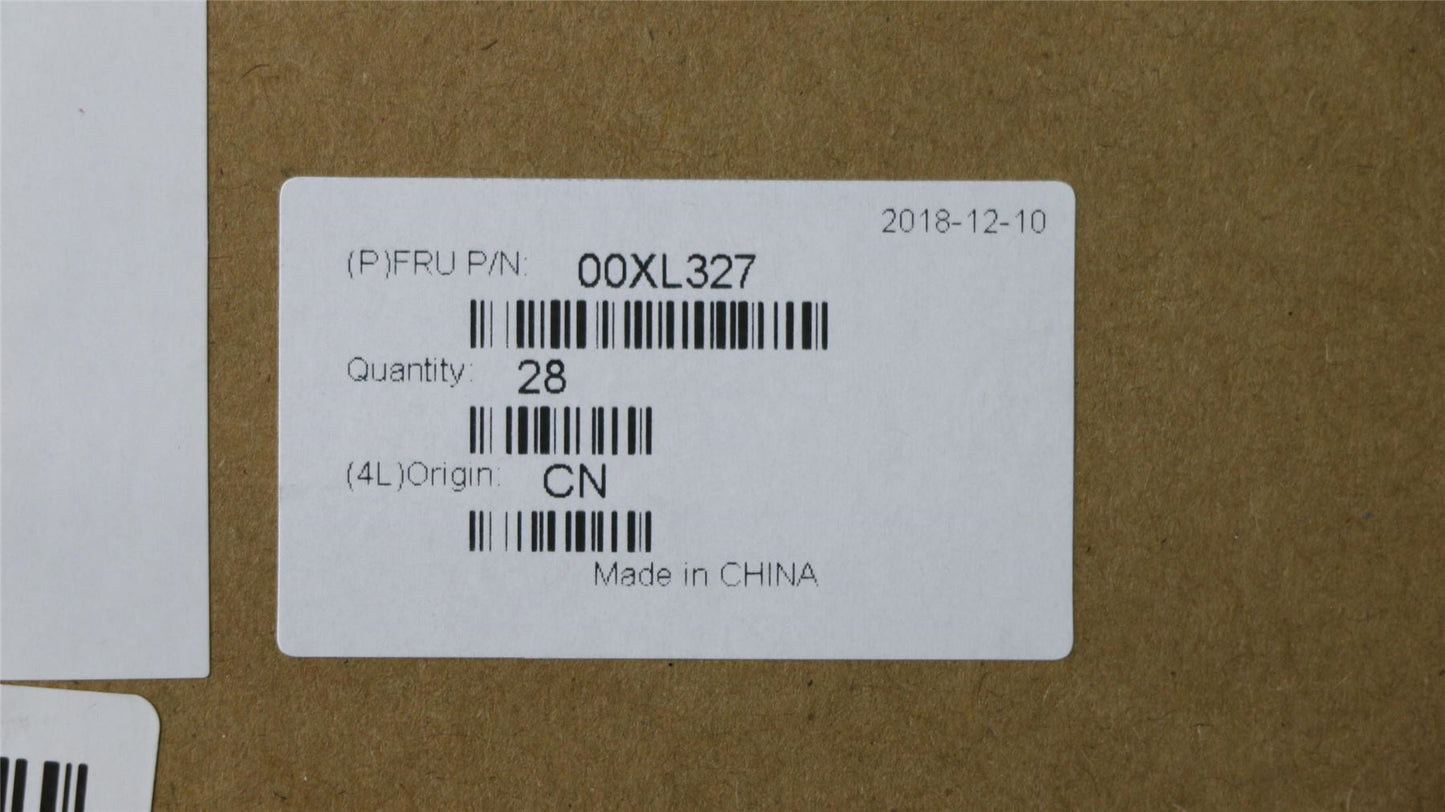 2018-12-10
(P)FRU P/N: 00XL327
Quantity: 28
(4L)Origin: CN
Made in CHINA